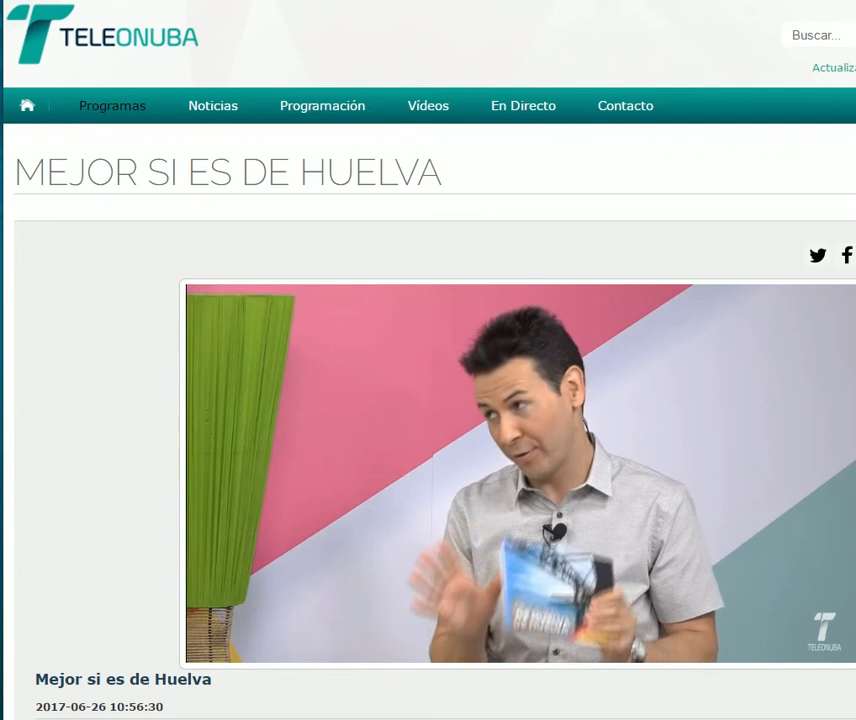 TELEONUBA
Buscar...
Programas Noticias Programación Vídeos En Directo Contacto
MEJOR SI ES DE HUELVA
TELEONUBA
Mejor si es de Huelva
2017-06-26 10:56:30